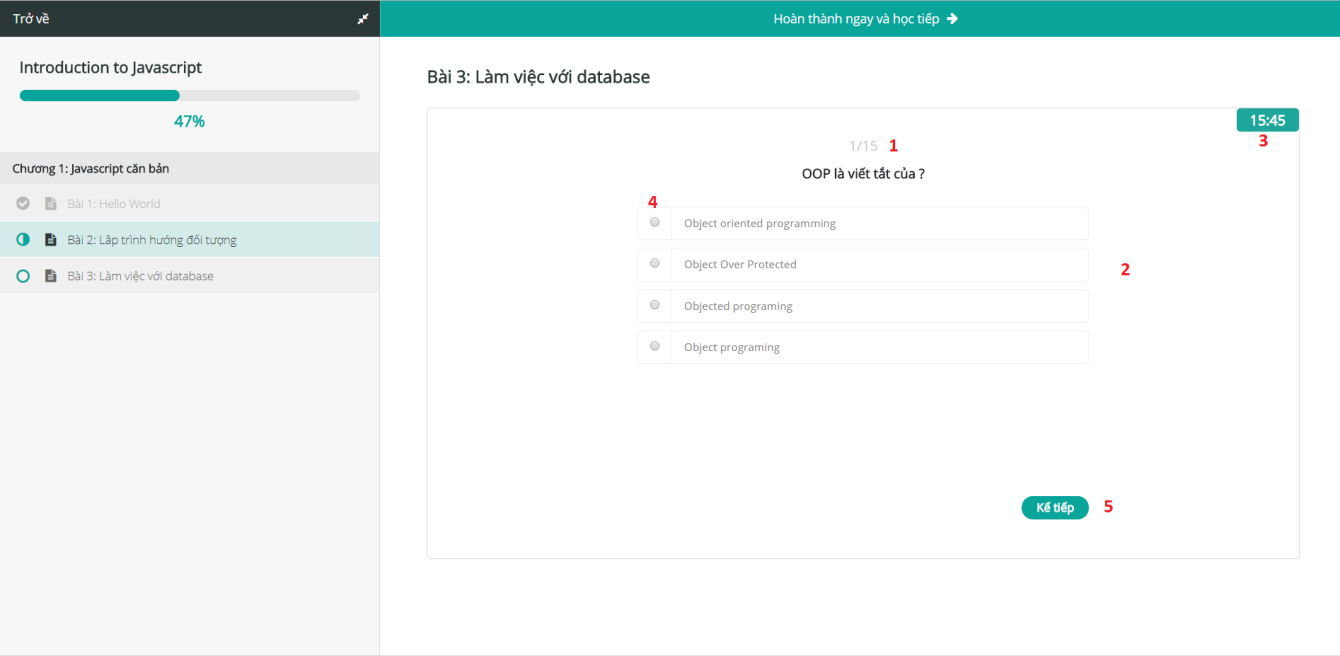 Trở về
Hoàn thành ngay và học tiếp
Introduction to Javascript
47%
Chương 1: Javascript căn bản
Bài 1: Hello World
Bài 2: Lâp trình hướng đối tượng
Bài 3: Làm việc với database
Bài 3: Làm việc với database
15:45
3
1/15 1
OOP là viết tắt của ?
4
Object oriented programming
Object Over Protected
2
Objected programing
Object programing
Kế tiếp 5